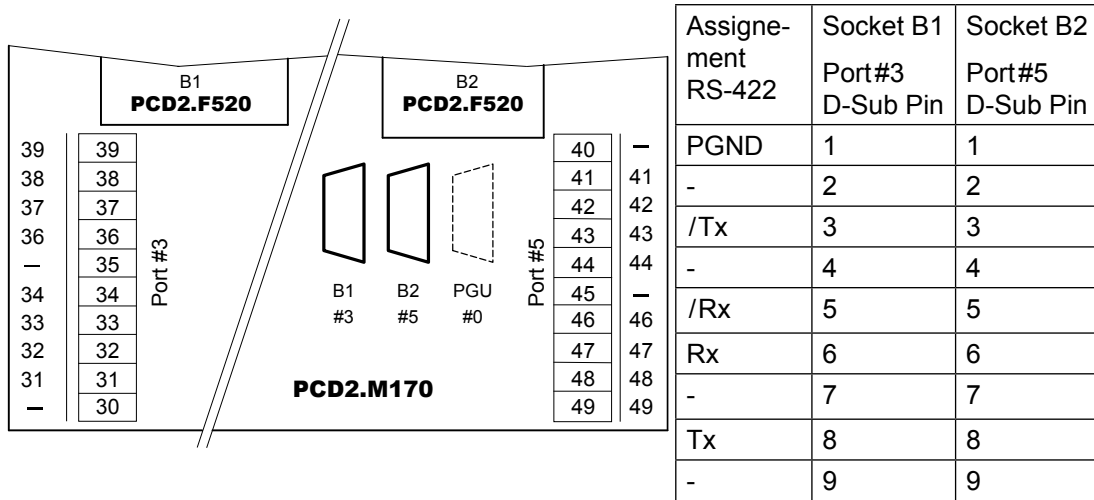 B1
PCD2.F520
B2
PCD2.F520
39 39
38 38
37 37
36 36
– 35
34 34
33 33
32 32
31 31
– 30
Port #3
B1 B2 PGU
#3 #5 #0
PCD2.M170
Port #5
40 –
41 41
42 42
43 43
44 44
45 –
46 46
47 47
48 48
49 49
Assigne-
ment
RS-422
Socket B1
Port#3
D-Sub Pin
Socket B2
Port#5
D-Sub Pin
PGND 1 1
- 2 2
/Tx 3 3
- 4 4
/Rx 5 5
Rx 6 6
- 7 7
Tx 8 8
- 9 9